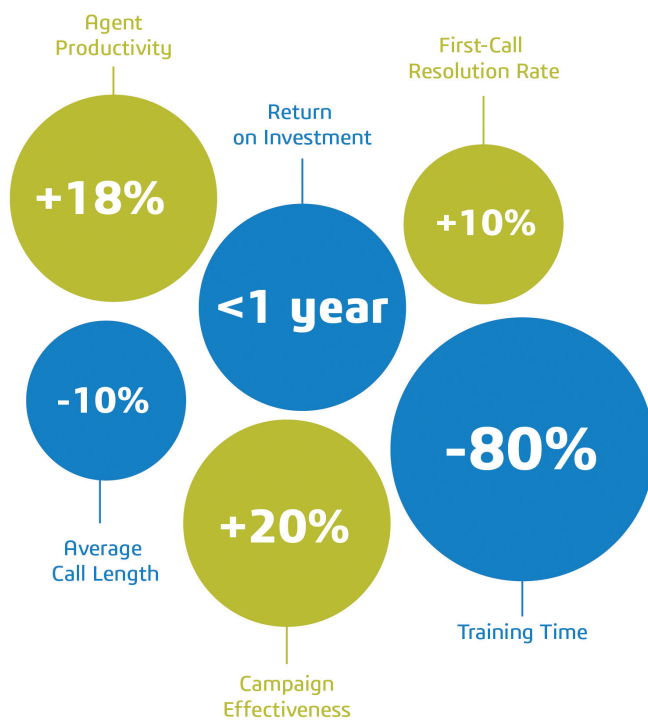 Agent
Productivity
+18%
Return
on Investment
<1 year
First-Call
Resolution Rate
+10%
-10%
Average
Call Length
+20%
Campaign
Effectiveness
-80%
Training Time